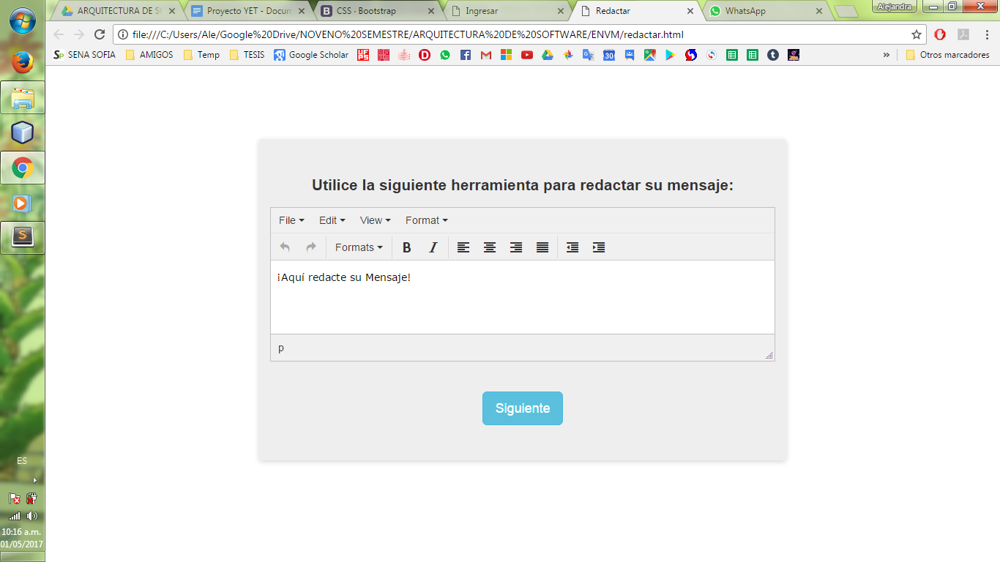 ARQUITECTURA DE SO
Proyecto YET - Docum
CSS · Bootstrap
Ingresar
Redactar
WhatsApp
Alejandra
file:///C:/Users/Ale/Google%20Drive/NOVENO%20SEMESTRE/ARQUITECTURA%20DE%20SOFTWARE/ENVM/redactar.html
SENA SOFIA
AMIGOS
Temp
TESIS
Google Scholar
»
Otros marcadores
Utilice la siguiente herramienta para redactar su mensaje:
File Edit View Format
Formats B I
¡Aquí redacte su Mensaje!
p
Siguiente
ES
10:16 a.m.
01/05/2017